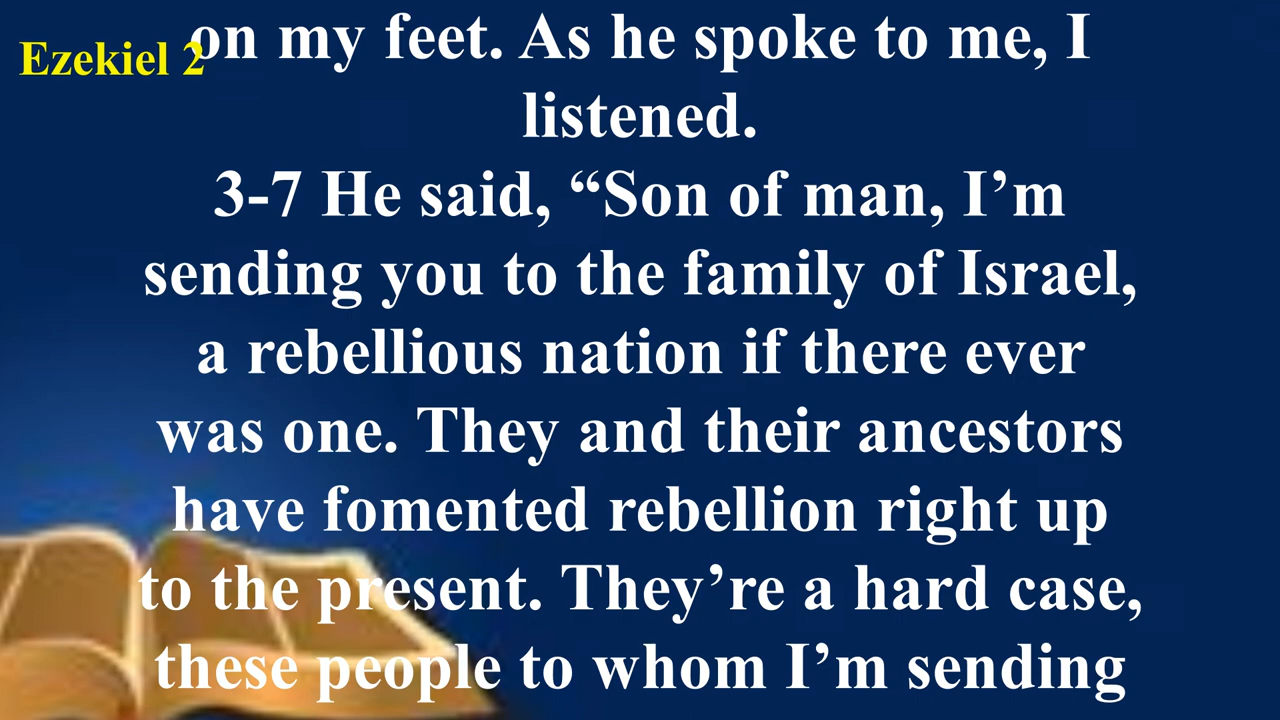 Ezekiel 2
on my feet. As he spoke to me, I
listened.
3-7 He said, “Son of man, I’m
sending you to the family of Israel,
a rebellious nation if there ever
was one. They and their ancestors
have fomented rebellion right up
to the present. They’re a hard case,
these people to whom I’m sending